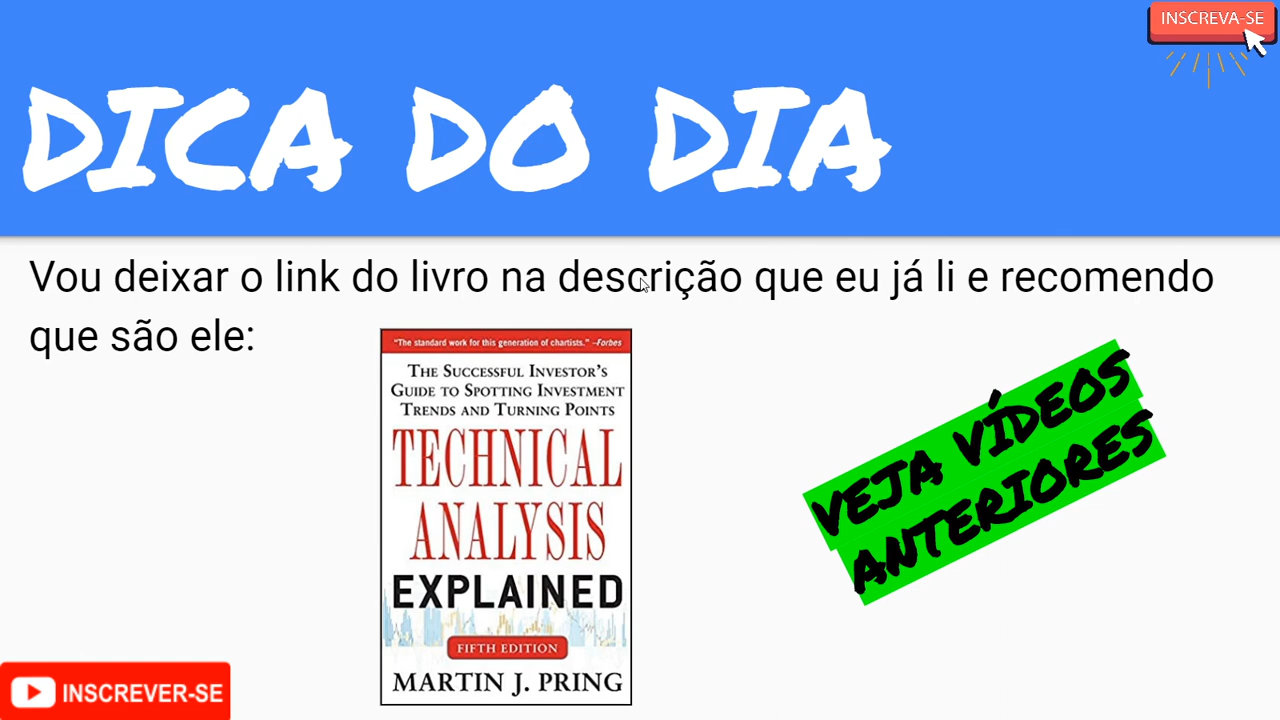 INSCREVA-SE
DICA DO DIA
Vou deixar o link do livro na descrição que eu já li e recomendo
que são ele:
"The standard work for this generation of chartists." –Forbes
The Successful Investor's
Guide to Spotting Investment
Trends and Turning Points
TECHNICAL
ANALYSIS
EXPLAINED
FIFTH EDITION
MARTIN J. PRING
VEJA VÍDEOS
ANTERIORES
INSCREVER-SE